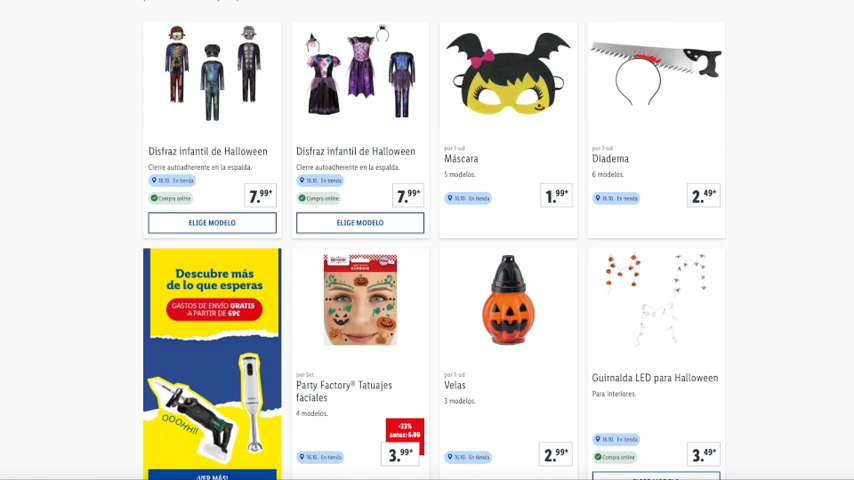 Disfraz infantil de Halloween
Cierre autoadherente en la espalda.
16.10. En tienda
Compra online
7.99*
ELIGE MODELO
Disfraz infantil de Halloween
Cierre autoadherente en la espalda.
16.10. En tienda
Compra online
7.99*
ELIGE MODELO
por 1-ud
Máscara
5 modelos.
16.10. En tienda
1.99*
por 1-ud
Diadema
6 modelos.
16.10. En tienda
2.49*
Descubre más
de lo que esperas
GASTOS DE ENVÍO GRATIS
A PARTIR DE 69€
OOOHH!!
¡VER MÁS!
por Set
Party Factory® Tatuajes
faciales
4 modelos.
-33%
antes: 5.99
16.10. En tienda
3.99*
por 1-ud
Velas
3 modelos.
16.10. En tienda
2.99*
Guirnalda LED para Halloween
Para interiores.
16.10. En tienda
Compra online
3.49*